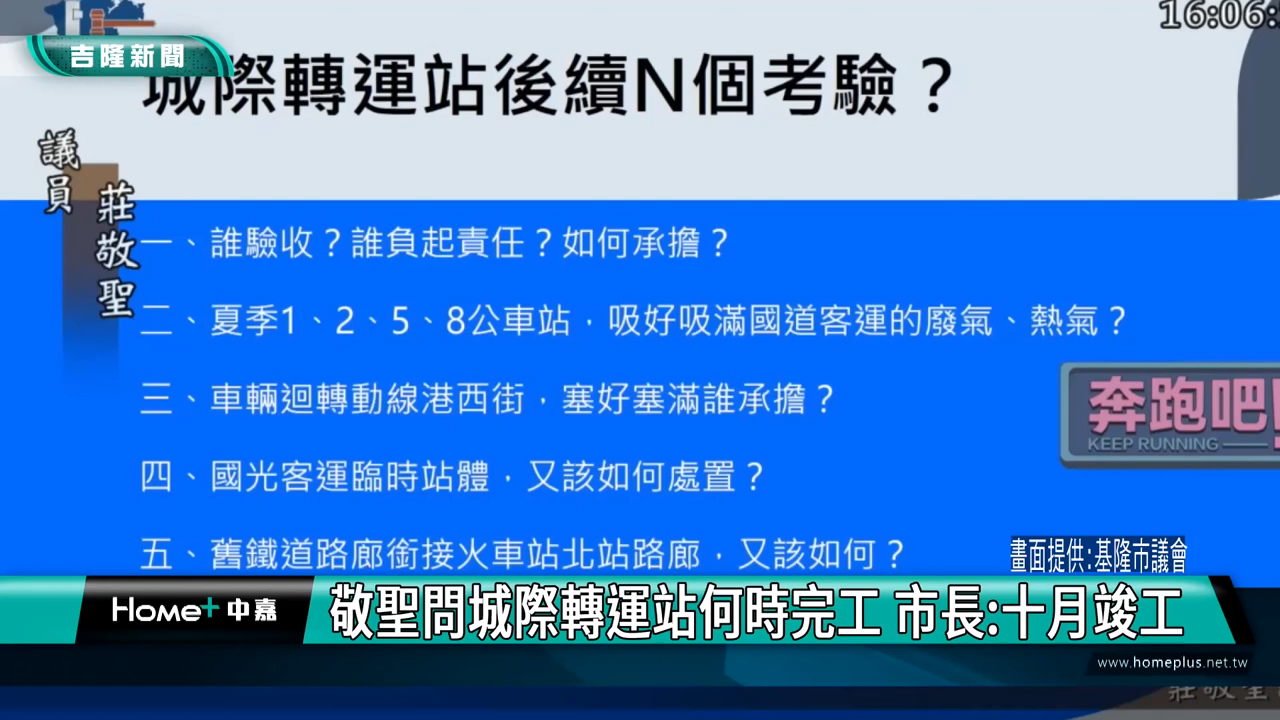 16:06:
吉隆新聞
城際轉運站後續N個考驗？
議員
莊敬聖
一、誰驗收？誰負起責任？如何承擔？
二、夏季1、2、5、8公車站，吸好吸滿國道客運的廢氣、熱氣？
三、車輛迴轉動線港西街，塞好塞滿誰承擔？
奔跑吧
KEEP RUNNING
四、國光客運臨時站體，又該如何處置？
五、舊鐵道路廊銜接火車站北站路廊，又該如何？
畫面提供:基隆市議會
Home+中嘉
敬聖問城際轉運站何時完工 市長:十月竣工
www.homeplus.net.tw
莊敬聖